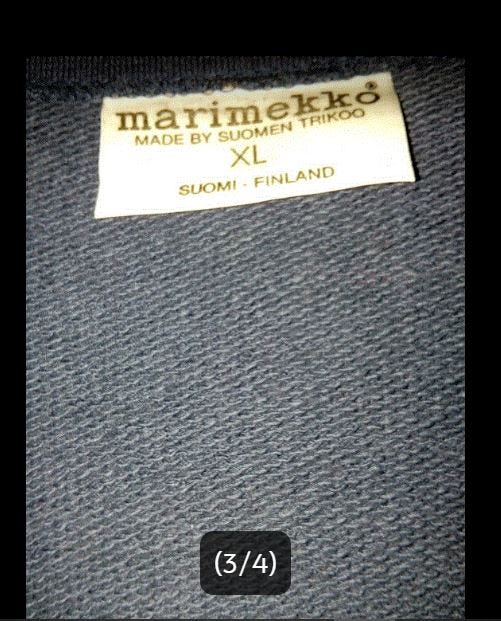 marimekko®
MADE BY SUOMEN TRIKOO
XL
SUOMI · FINLAND
(3/4)